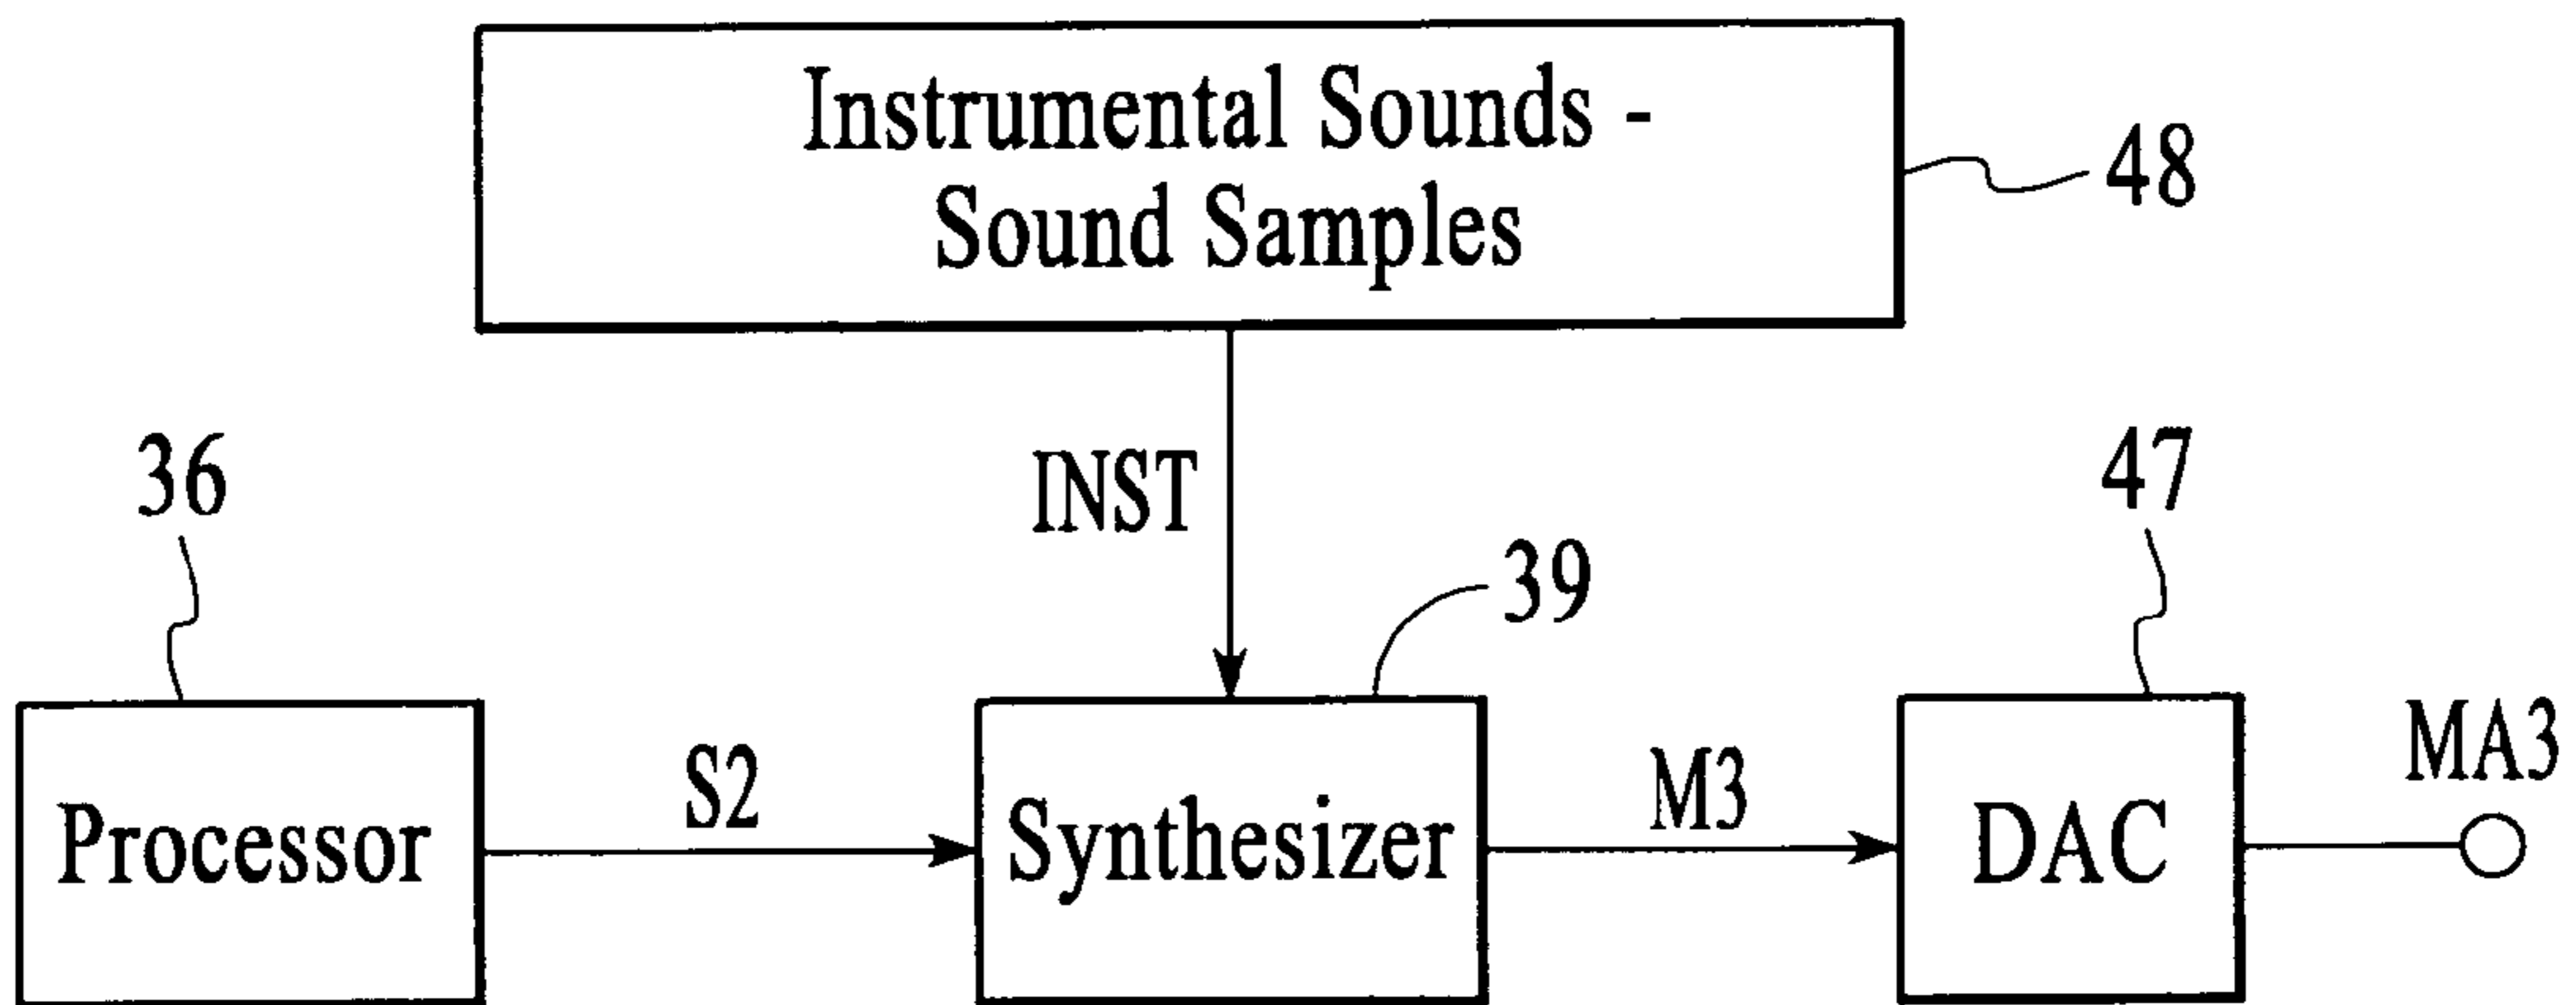 Instrumental Sounds -
Sound Samples
48
INST
36
39
47
Processor
S2
Synthesizer
M3
DAC
MA3